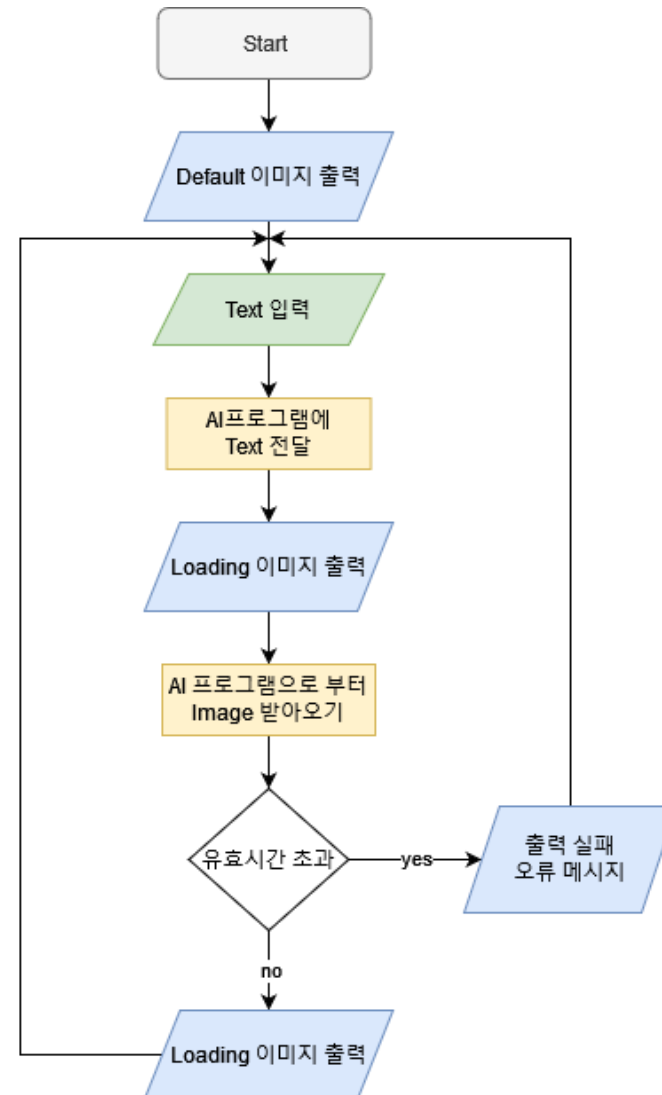 Start
Default 이미지 출력
Text 입력
AI프로그램에
Text 전달
Loading 이미지 출력
AI 프로그램으로 부터
Image 받아오기
유효시간 초과
yes
출력 실패
오류 메시지
no
Loading 이미지 출력